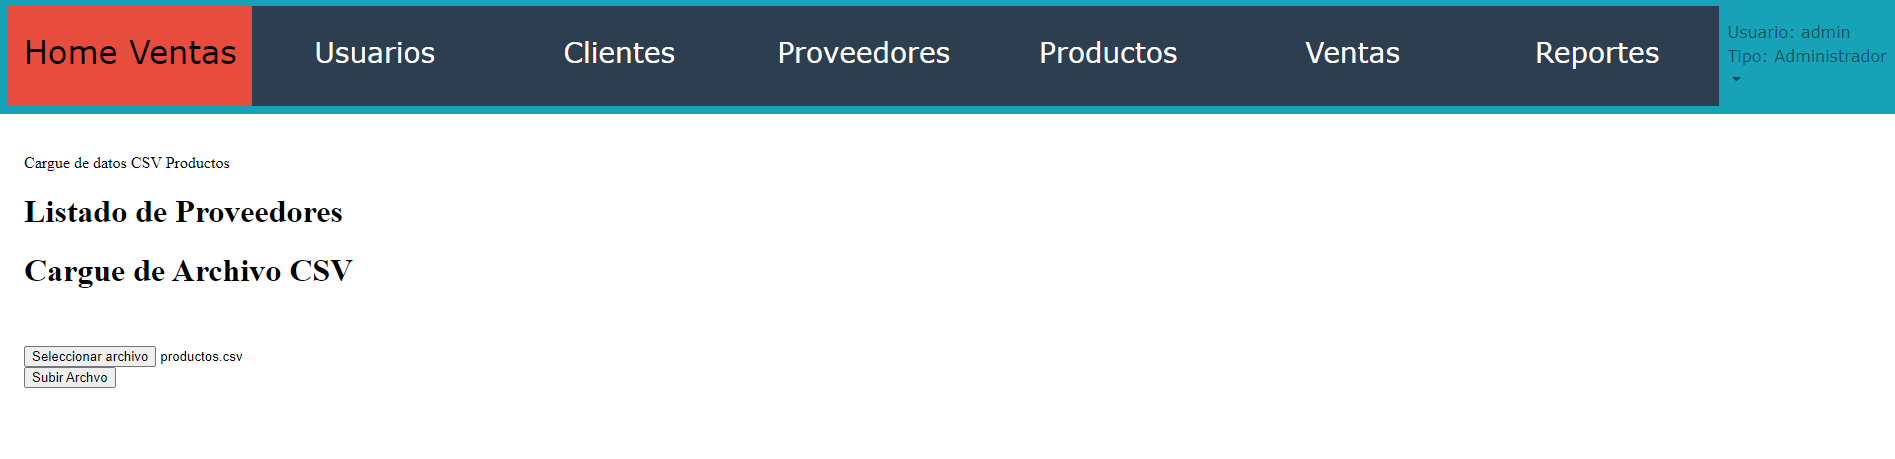 Home Ventas Usuarios Clientes Proveedores Productos Ventas Reportes
Usuario: admin
Tipo: Administrador
Cargue de datos CSV Productos
Listado de Proveedores
Cargue de Archivo CSV
Seleccionar archivo productos.csv
Subir Archvo